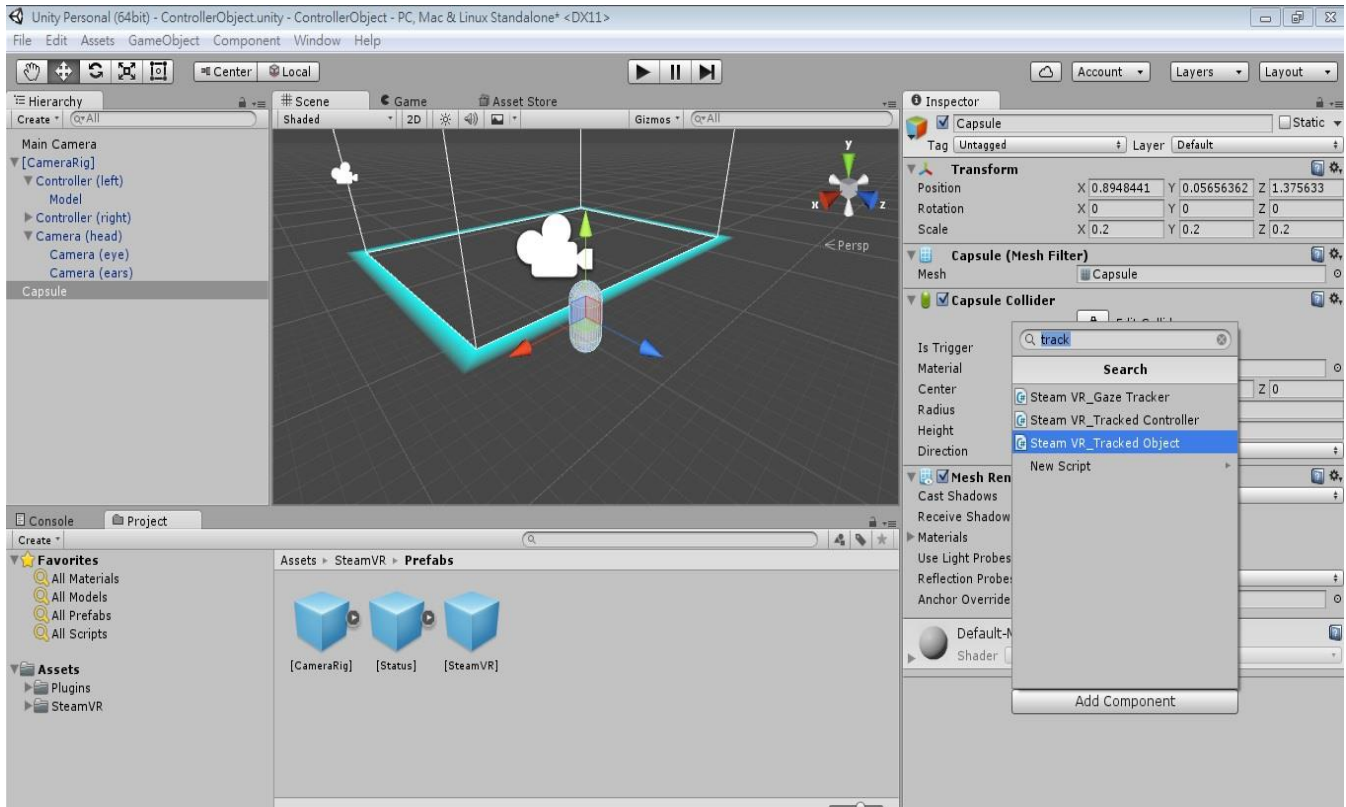 Unity Personal (64bit) - ControllerObject.unity - ControllerObject - PC, Mac & Linux Standalone* <DX11>
File Edit Assets GameObject Component Window Help
Center Local Account Layers Layout
Hierarchy
Create All
Main Camera
[CameraRig]
Controller (left)
Model
Controller (right)
Camera (head)
Camera (eye)
Camera (ears)
Capsule
Scene Game Asset Store
Shaded 2D Gizmos All
y
x z
Persp
Inspector
Capsule Static
Tag Untagged Layer Default
Transform
Position X 0.8948441 Y 0.05656362 Z 1.375633
Rotation X 0 Y 0 Z 0
Scale X 0.2 Y 0.2 Z 0.2
Capsule (Mesh Filter)
Mesh Capsule
Capsule Collider
Is Trigger
Material
Center Z 0
Radius
Height
Direction
Mesh Ren
Cast Shadows
Receive Shadow
Materials
Use Light Probes
Reflection Probe
Anchor Override
Default-M
Shader
track
Search
Steam VR_Gaze Tracker
Steam VR_Tracked Controller
Steam VR_Tracked Object
New Script
Add Component
Console Project
Create
Favorites
All Materials
All Models
All Prefabs
All Scripts
Assets
Plugins
SteamVR
Assets SteamVR Prefabs
[CameraRig] [Status] [SteamVR]